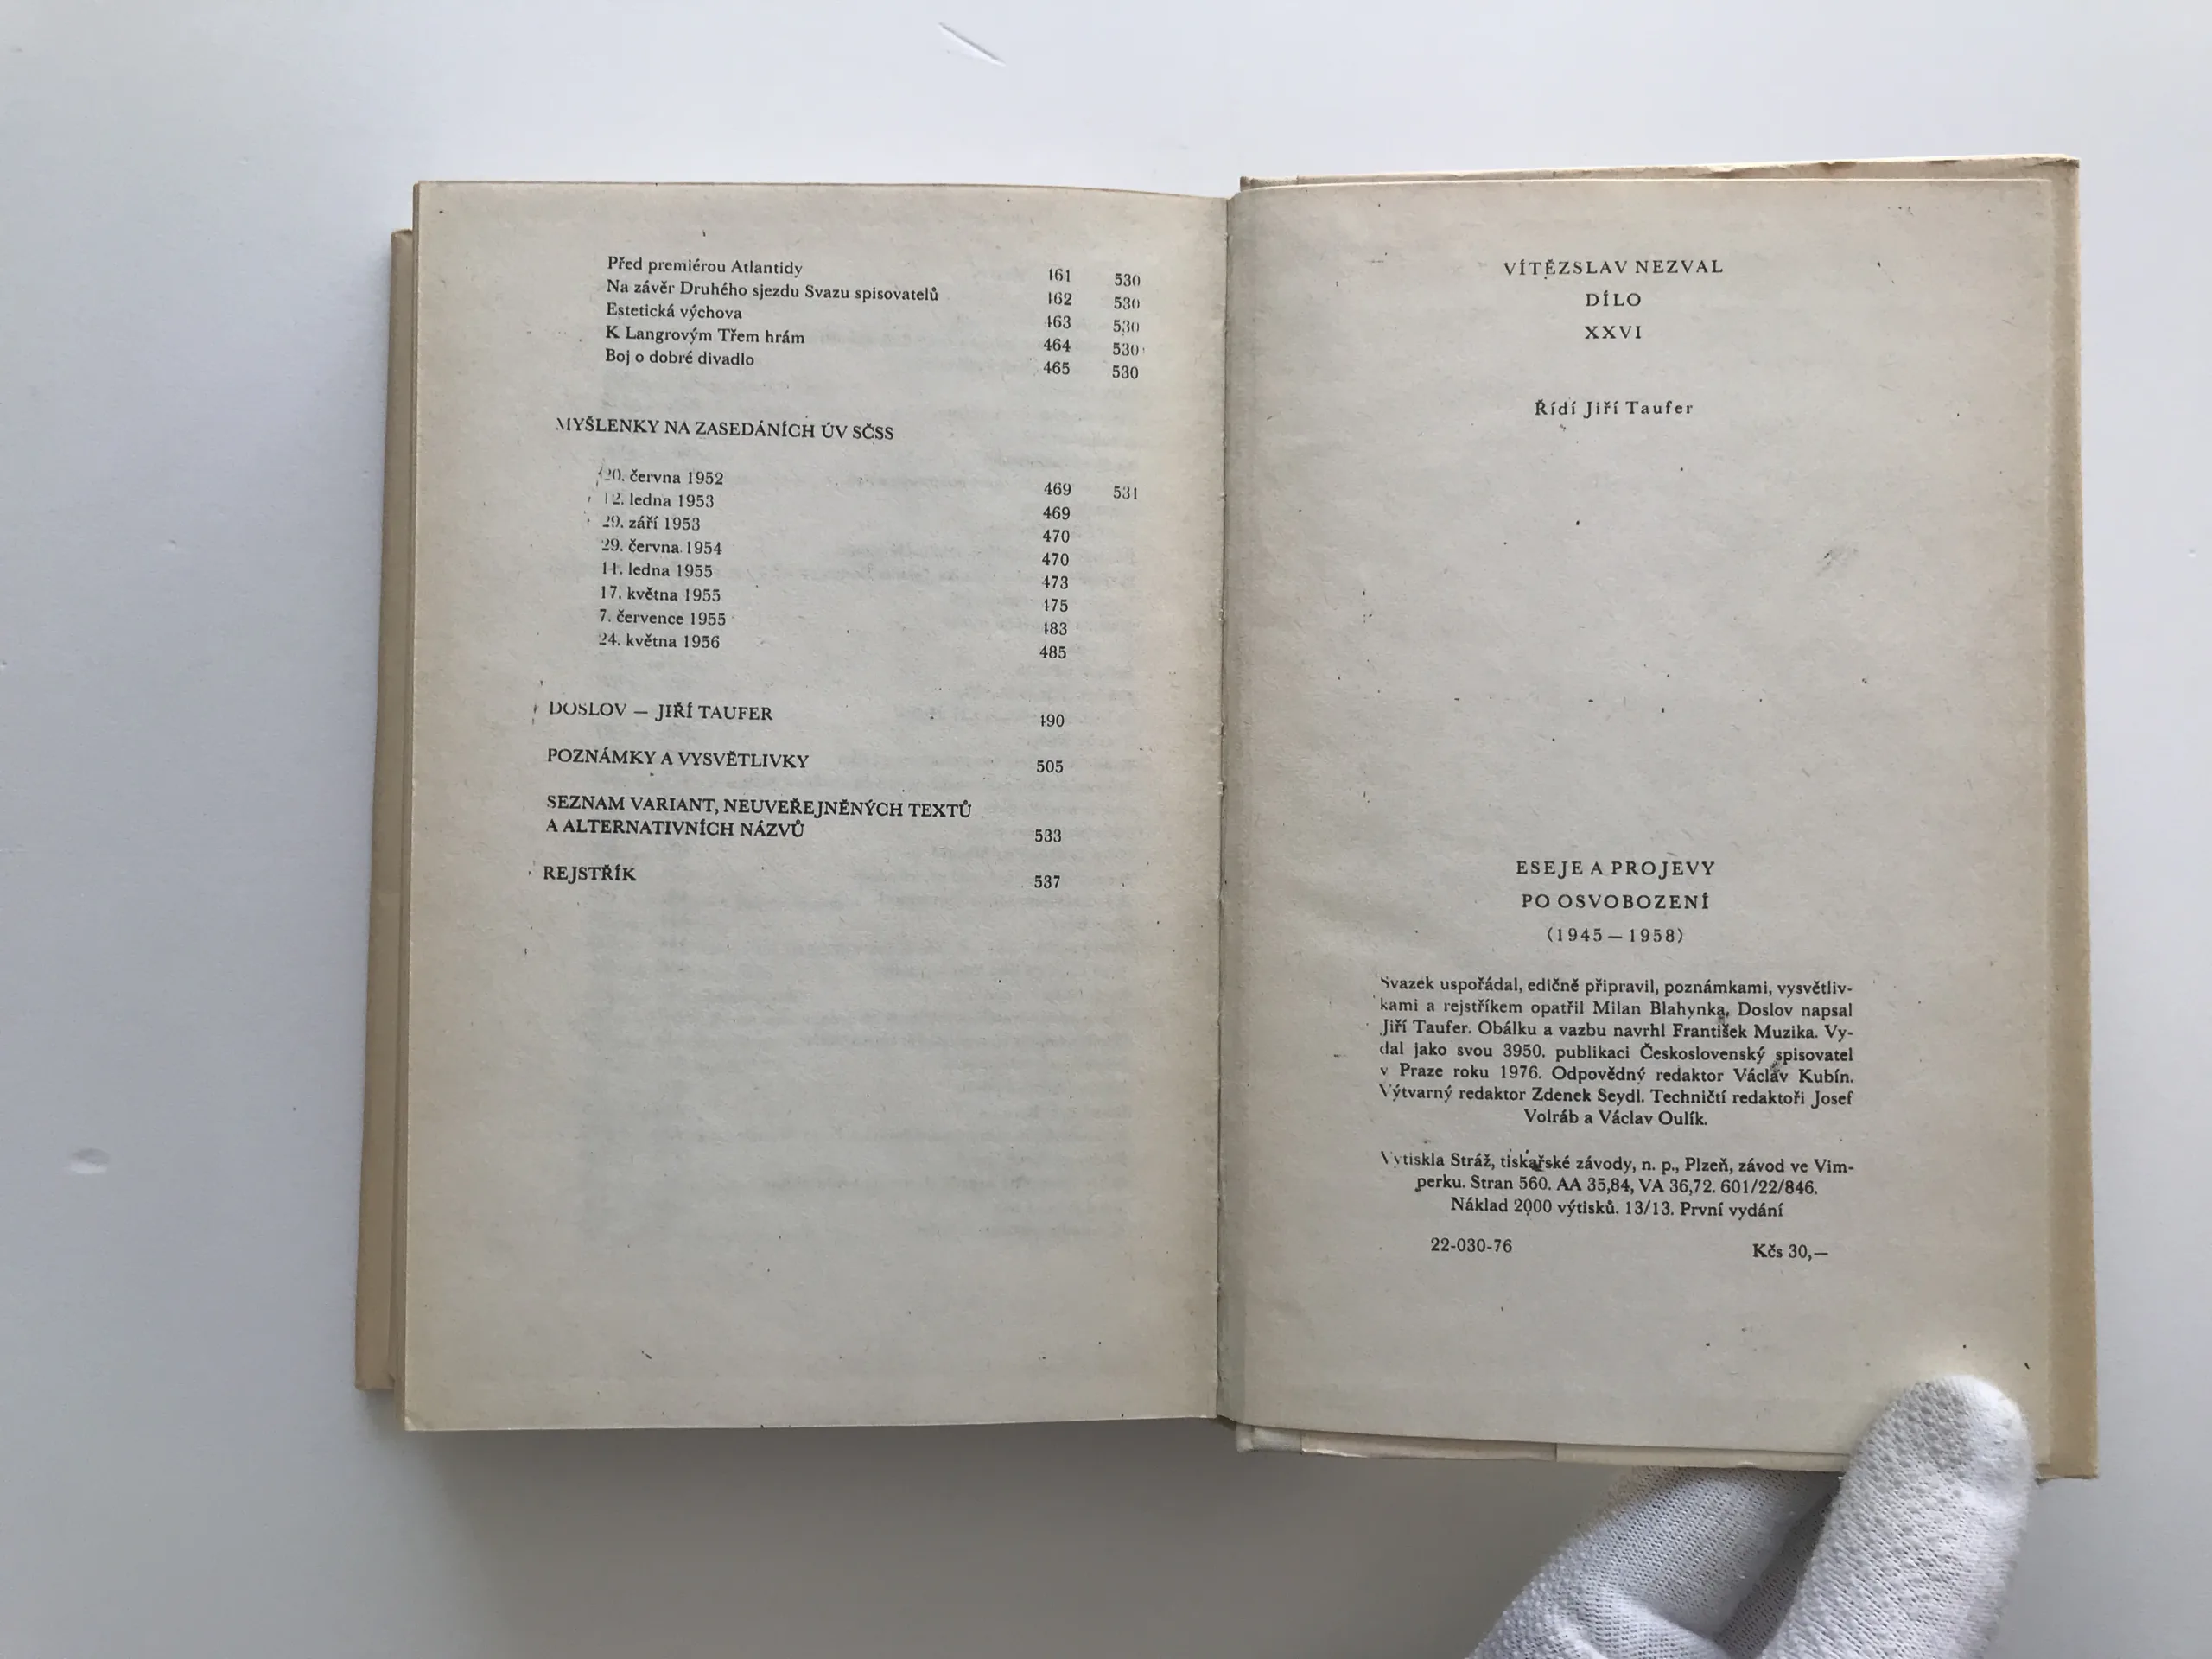 Před premiérou Atlantidy 461 530
Na závěr Druhého sjezdu Svazu spisovatelů 462 530
Estetická výchova 463 530
K Langrovým Třem hrám 464 530
Boj o dobré divadlo 465 530
MYŠLENKY NA ZASEDÁNÍCH ÚV SČSS
20. června 1952 469 531
12. ledna 1953 469
29. září 1953 470
29. června 1954 470
11. ledna 1955 473
17. května 1955 475
7. července 1955 483
24. května 1956 485
DOSLOV — JIŘÍ TAUFER 490
POZNÁMKY A VYSVĚTLIVKY 505
SEZNAM VARIANT, NEUVEŘEJNĚNÝCH TEXTŮ
A ALTERNATIVNÍCH NÁZVŮ 533
REJSTŘÍK 537
VÍTĚZSLAV NEZVAL
DÍLO
XXVI
Řídí Jiří Taufer
ESEJE A PROJEVY
PO OSVOBOZENÍ
(1945 — 1958)
Svazek uspořádal, edičně připravil, poznámkami, vysvětliv-
kami a rejstříkem opatřil Milan Blahynka, Doslov napsal
Jiří Taufer. Obálku a vazbu navrhl František Muzika. Vy-
dal jako svou 3950. publikaci Československý spisovatel
v Praze roku 1976. Odpovědný redaktor Václav Kubín.
Výtvarný redaktor Zdenek Seydl. Techničtí redaktoři Josef
Volráb a Václav Oulík.
Vytiskla Stráž, tiskařské závody, n. p., Plzeň, závod ve Vim-
perku. Stran 560. AA 35,84, VA 36,72. 601/22/846.
Náklad 2000 výtisků. 13/13. První vydání
22-030-76 Kčs 30,—